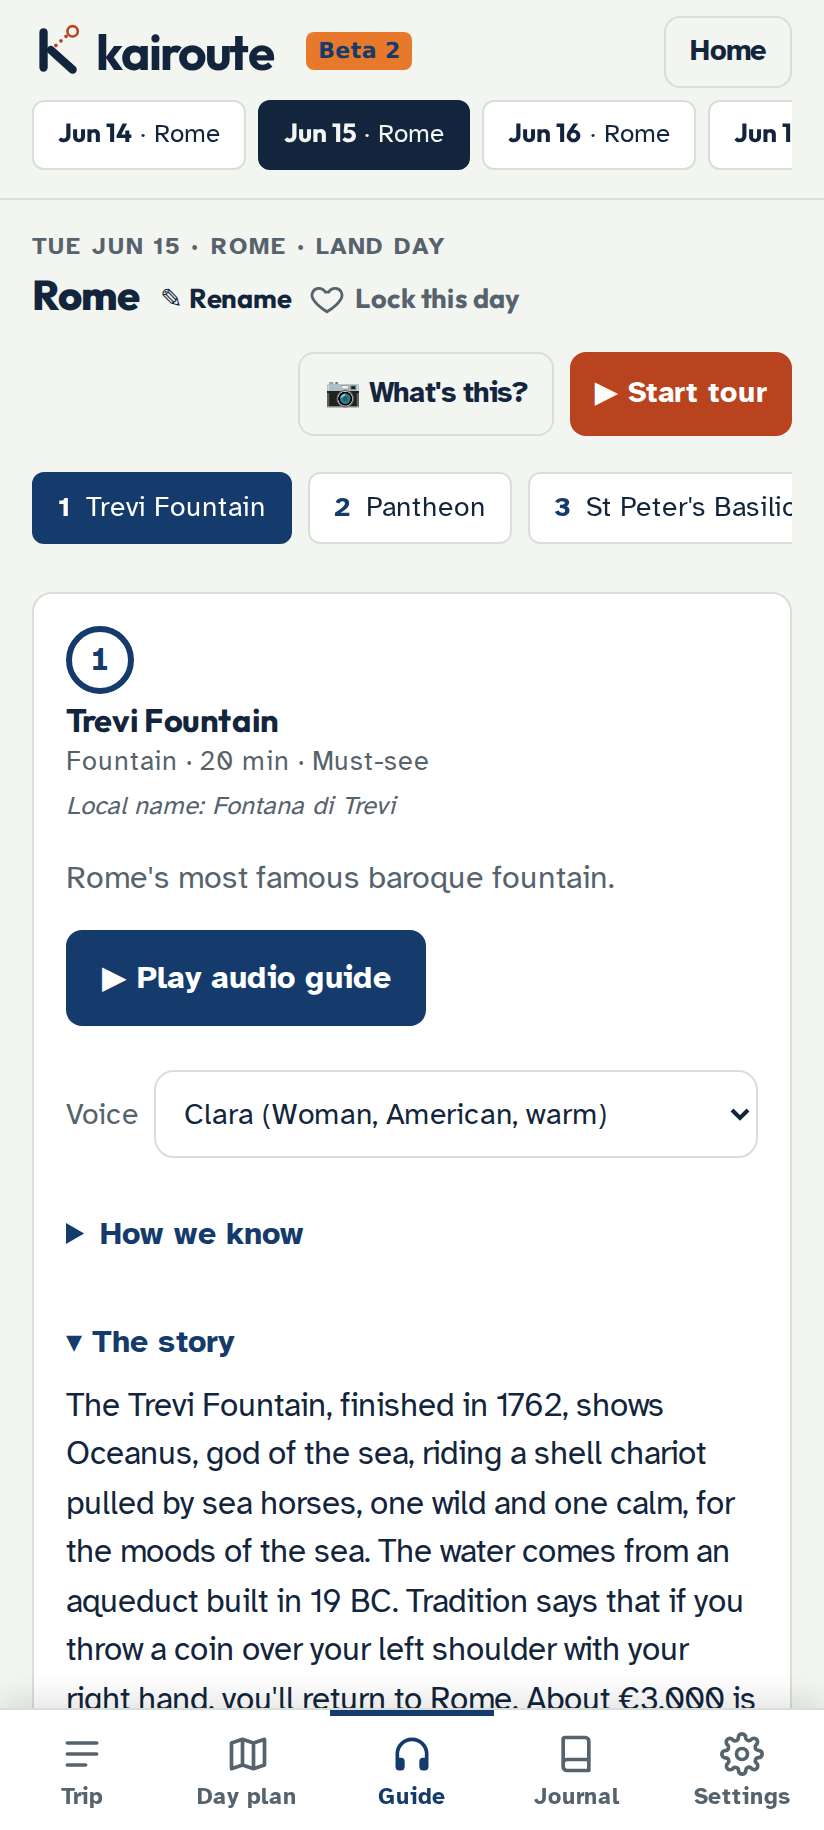 kairoute
Beta 2
Home
Jun 14 · Rome
Jun 15 · Rome
Jun 16 · Rome
Jun 1
TUE JUN 15 · ROME · LAND DAY
Rome
✎ Rename
Lock this day
What's this?
▶ Start tour
1 Trevi Fountain
2 Pantheon
3 St Peter's Basilic
1
Trevi Fountain
Fountain · 20 min · Must-see
Local name: Fontana di Trevi
Rome's most famous baroque fountain.
▶ Play audio guide
Voice
Clara (Woman, American, warm)
▶ How we know
▼ The story
The Trevi Fountain, finished in 1762, shows
Oceanus, god of the sea, riding a shell chariot
pulled by sea horses, one wild and one calm, for
the moods of the sea. The water comes from an
aqueduct built in 19 BC. Tradition says that if you
throw a coin over your left shoulder with your
right hand, you'll return to Rome. About €3,000 is
Trip
Day plan
Guide
Journal
Settings